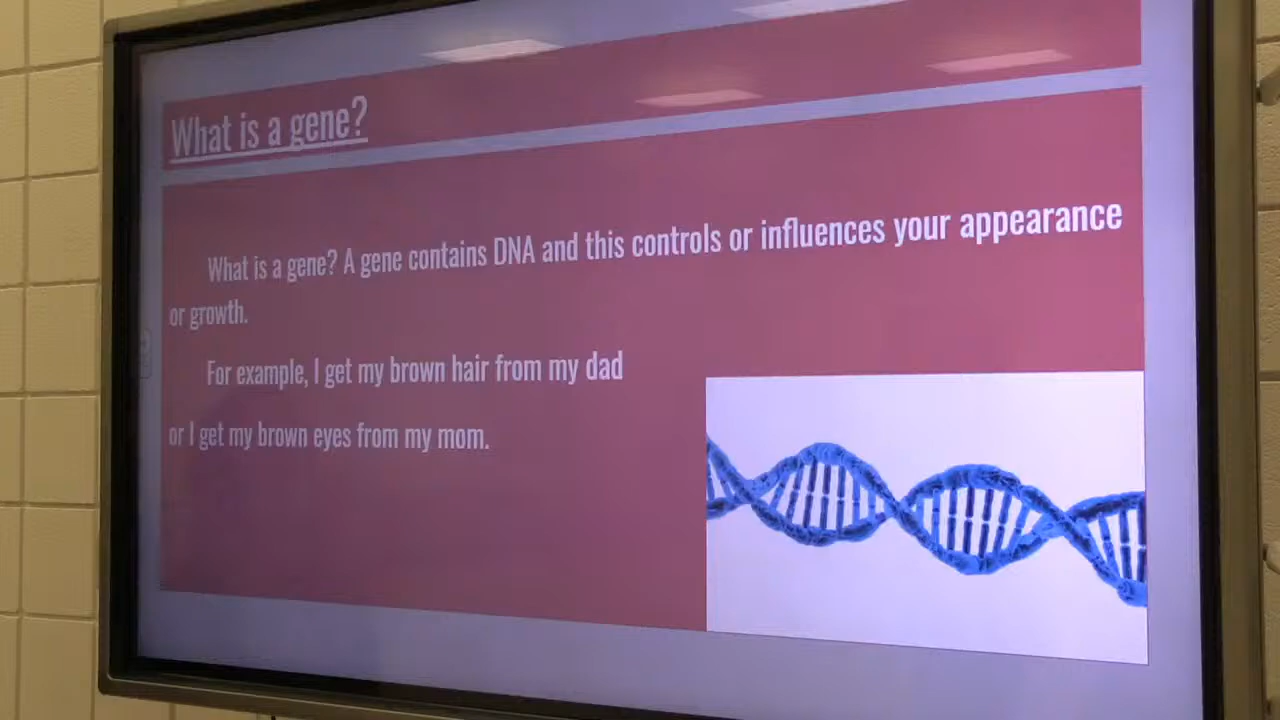 What is a gene?
What is a gene? A gene contains DNA and this controls or influences your appearance
or growth.
For example, I get my brown hair from my dad
or I get my brown eyes from my mom.